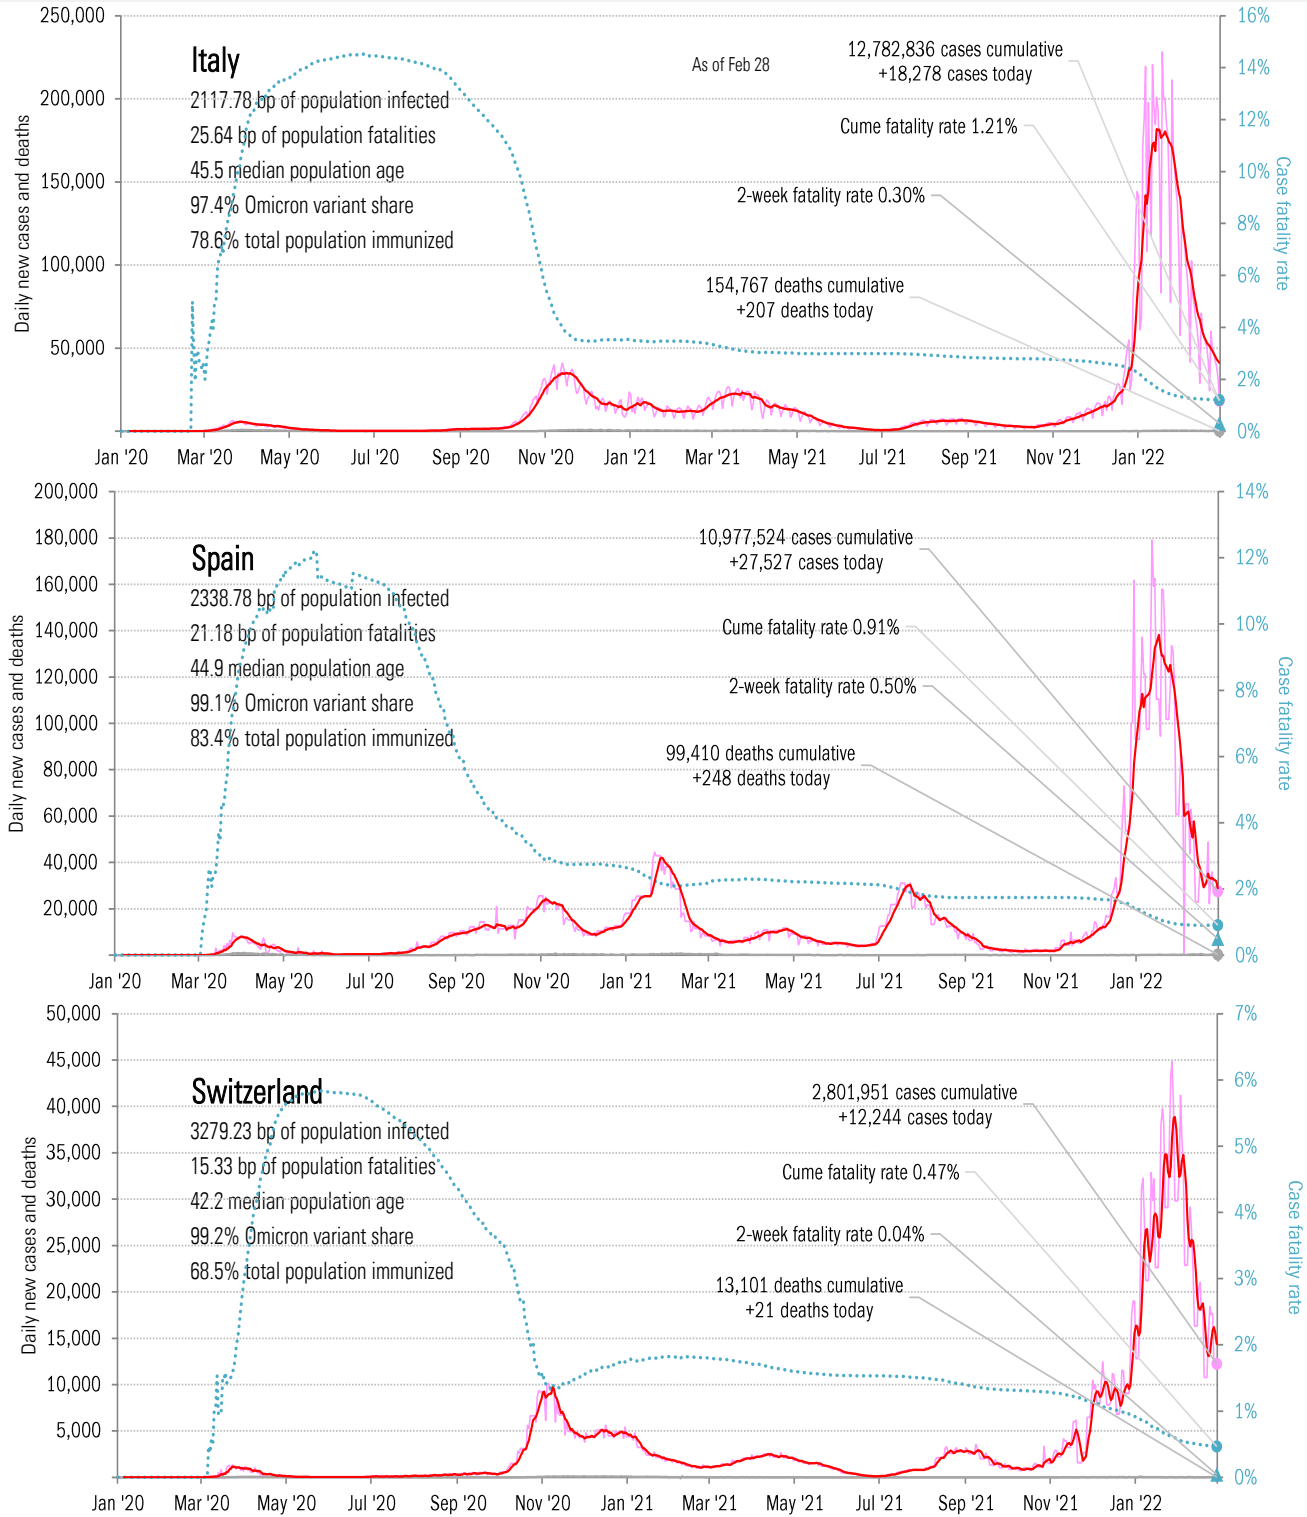 250,000
200,000
150,000
100,000
50,000
Daily new cases and deaths
16%
14%
12%
10%
8%
6%
4%
2%
0%
Case fatality rate
Italy
2117.78 bp of population infected
25.64 bp of population fatalities
45.5 median population age
97.4% Omicron variant share
78.6% total population immunized
As of Feb 28
12,782,836 cases cumulative
+18,278 cases today
Cume fatality rate 1.21%
2-week fatality rate 0.30%
154,767 deaths cumulative
+207 deaths today
Jan '20 Mar '20 May '20 Jul '20 Sep '20 Nov '20 Jan '21 Mar '21 May '21 Jul '21 Sep '21 Nov '21 Jan '22
200,000
180,000
160,000
140,000
120,000
100,000
80,000
60,000
40,000
20,000
Daily new cases and deaths
14%
12%
10%
8%
6%
4%
2%
0%
Case fatality rate
Spain
2338.78 bp of population infected
21.18 bp of population fatalities
44.9 median population age
99.1% Omicron variant share
83.4% total population immunized
10,977,524 cases cumulative
+27,527 cases today
Cume fatality rate 0.91%
2-week fatality rate 0.50%
99,410 deaths cumulative
+248 deaths today
Jan '20 Mar '20 May '20 Jul '20 Sep '20 Nov '20 Jan '21 Mar '21 May '21 Jul '21 Sep '21 Nov '21 Jan '22
50,000
45,000
40,000
35,000
30,000
25,000
20,000
15,000
10,000
5,000
Daily new cases and deaths
7%
6%
5%
4%
3%
2%
1%
0%
Case fatality rate
Switzerland
3279.23 bp of population infected
15.33 bp of population fatalities
42.2 median population age
99.2% Omicron variant share
68.5% total population immunized
2,801,951 cases cumulative
+12,244 cases today
Cume fatality rate 0.47%
2-week fatality rate 0.04%
13,101 deaths cumulative
+21 deaths today
Jan '20 Mar '20 May '20 Jul '20 Sep '20 Nov '20 Jan '21 Mar '21 May '21 Jul '21 Sep '21 Nov '21 Jan '22